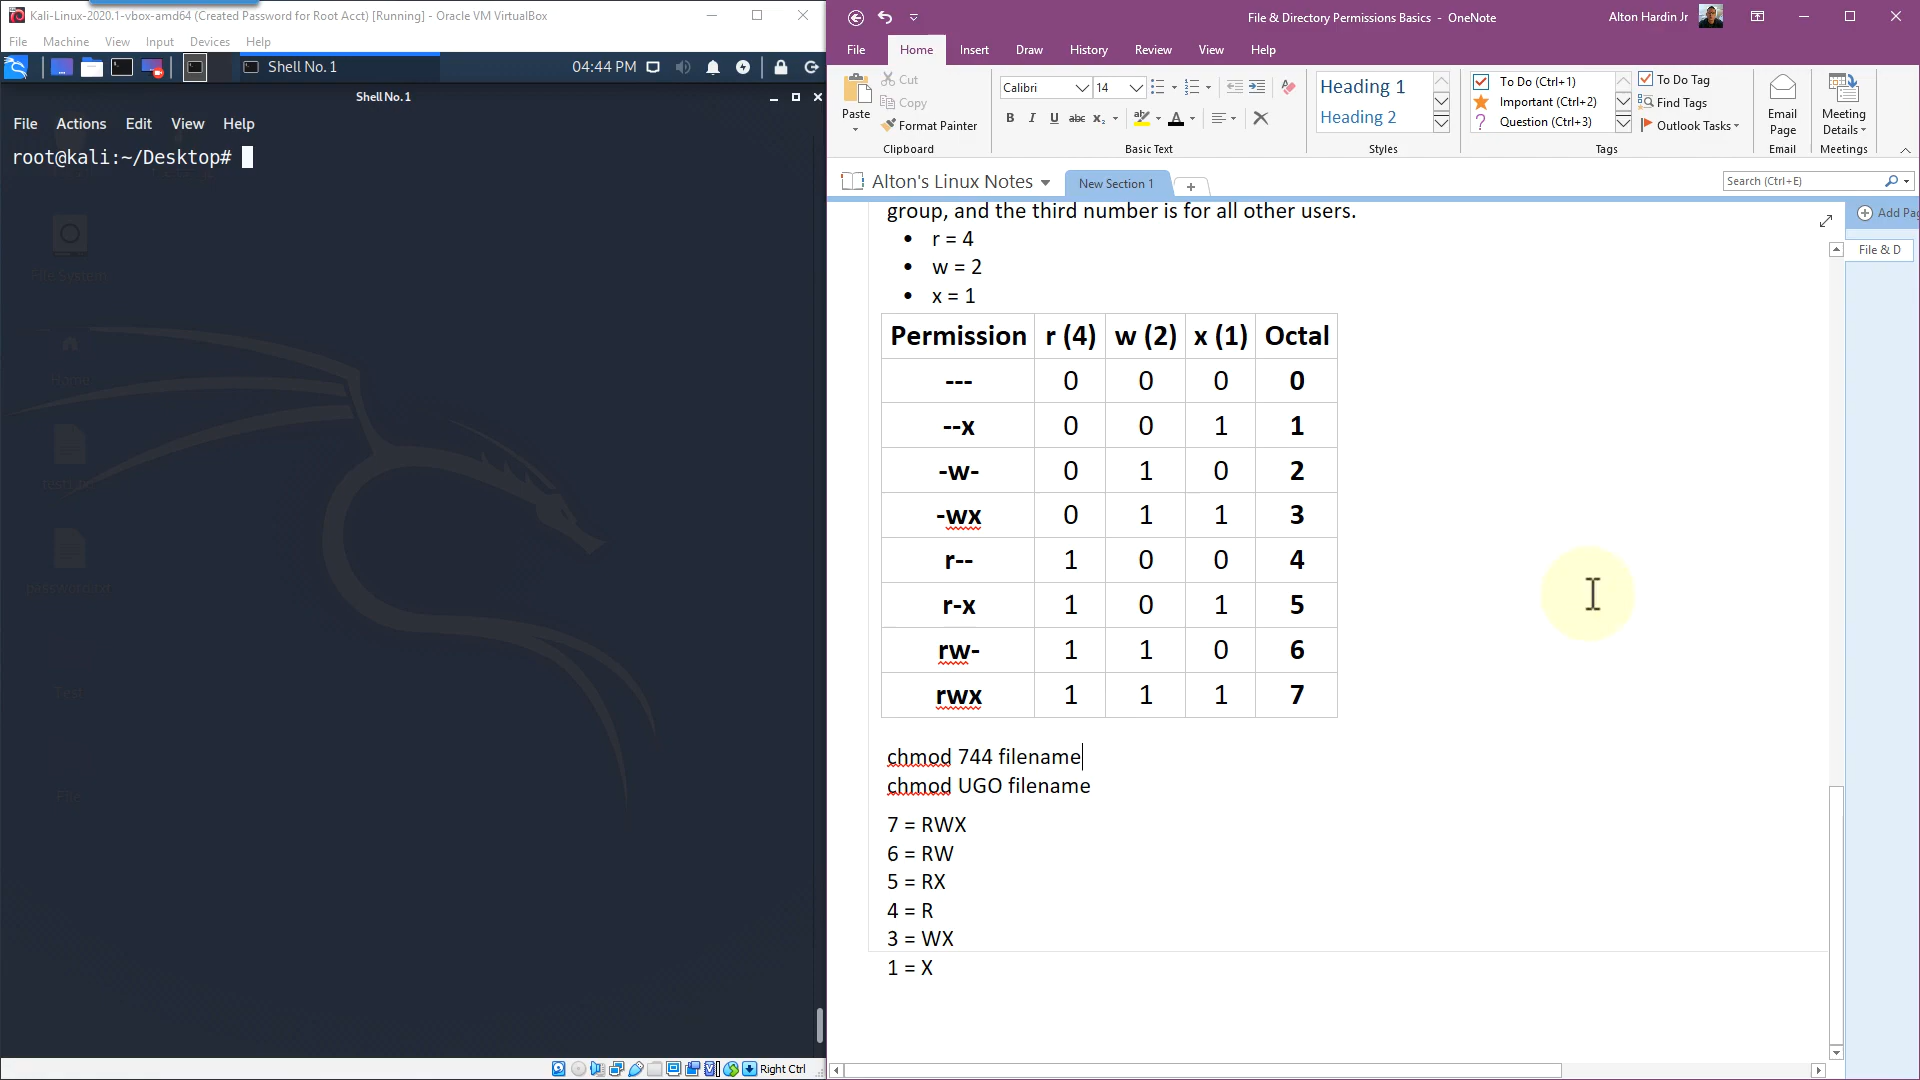 Kali-Linux-2020.1-vbox-amd64 (Created Password for Root Acct) [Running] - Oracle VM VirtualBox
File Machine View Input Devices Help
Shell No. 1
04:44 PM
Shell No. 1
File Actions Edit View Help
root@kali:~/Desktop#
File System
Home
Test
File
Right Ctrl
File & Directory Permissions Basics - OneNote
Alton Hardin Jr
File Home Insert Draw History Review View Help
Paste
Cut
Copy
Format Painter
Clipboard
Calibri 14
B I U abc x₂
A
Basic Text
Heading 1
Heading 2
Styles
To Do (Ctrl+1)
Important (Ctrl+2)
Question (Ctrl+3)
To Do Tag
Find Tags
Outlook Tasks
Tags
Email Page
Email
Meeting Details
Meetings
Alton's Linux Notes
New Section 1
+
Search (Ctrl+E)
Add Pag
File & D
group, and the third number is for all other users.
• r = 4
• w = 2
• x = 1
Permission r (4) w (2) x (1) Octal
--- 0 0 0 0
--x 0 0 1 1
-w- 0 1 0 2
-wx 0 1 1 3
r-- 1 0 0 4
r-x 1 0 1 5
rw- 1 1 0 6
rwx 1 1 1 7
chmod 744 filename
chmod UGO filename
7 = RWX
6 = RW
5 = RX
4 = R
3 = WX
1 = X